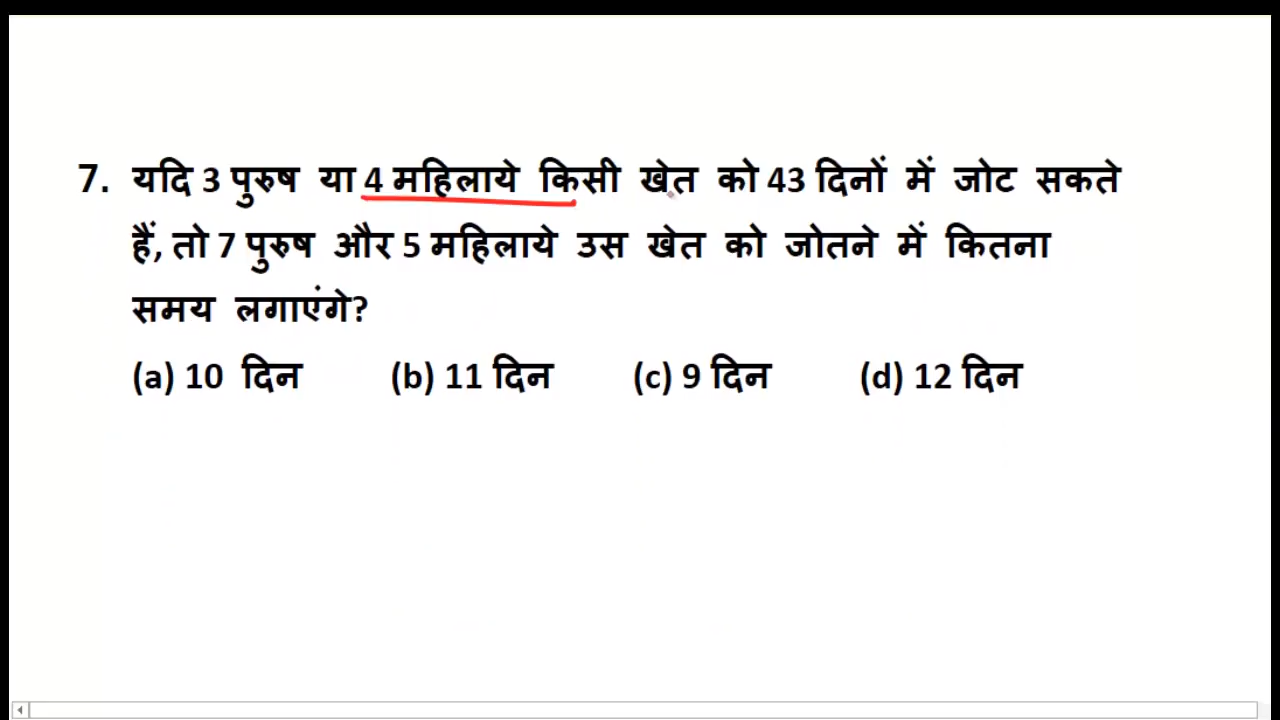 7. यदि 3 पुरुष या 4 महिलाये किसी खेत को 43 दिनों में जोट सकते
हैं, तो 7 पुरुष और 5 महिलाये उस खेत को जोतने में कितना
समय लगाएंगे?
(a) 10 दिन (b) 11 दिन (c) 9 दिन (d) 12 दिन